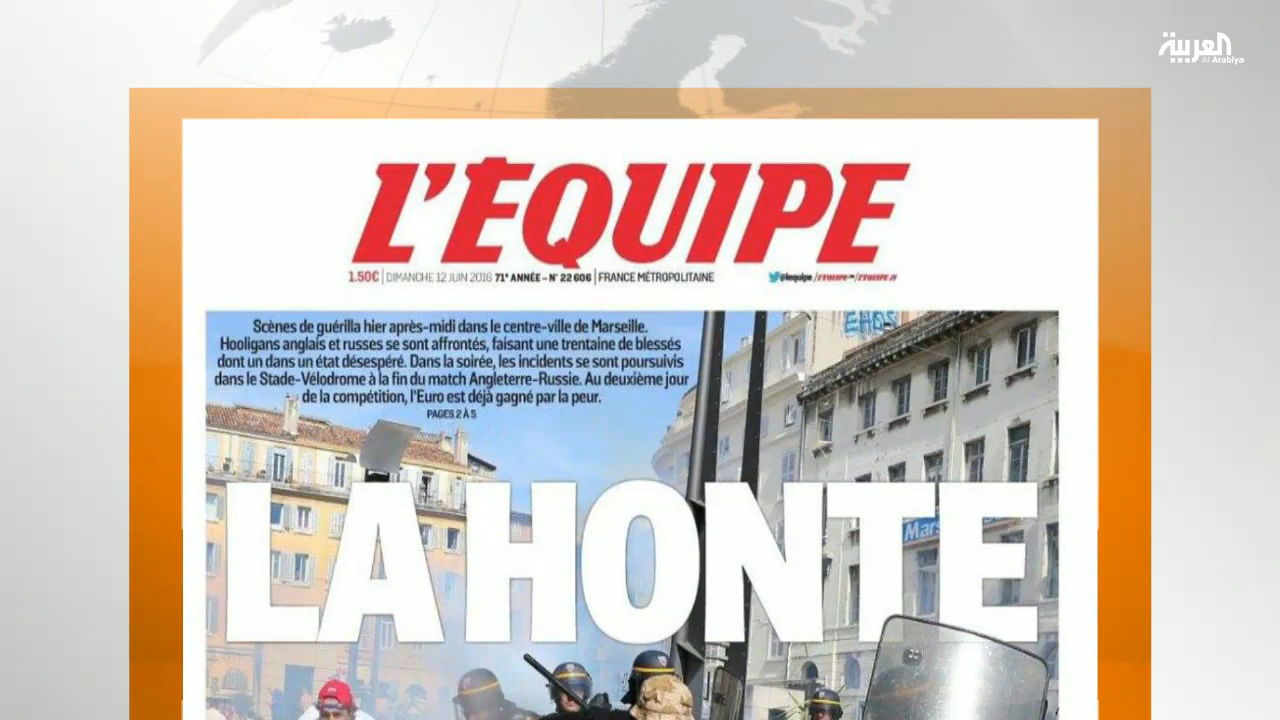 العربية
Al Arabiya
L'ÉQUIPE
1.50€ | DIMANCHE 12 JUIN 2016 71e ANNÉE – N° 22 606 | FRANCE MÉTROPOLITAINE
@lequipe / L'ÉQUIPE / L'ÉQUIPE.fr
Scènes de guérilla hier après-midi dans le centre-ville de Marseille.
Hooligans anglais et russes se sont affrontés, faisant une trentaine de blessés
dont un dans un état désespéré. Dans la soirée, les incidents se sont poursuivis
dans le Stade-Vélodrome à la fin du match Angleterre-Russie. Au deuxième jour
de la compétition, l'Euro est déjà gagné par la peur.
PAGES 2 À 5
LA HONTE